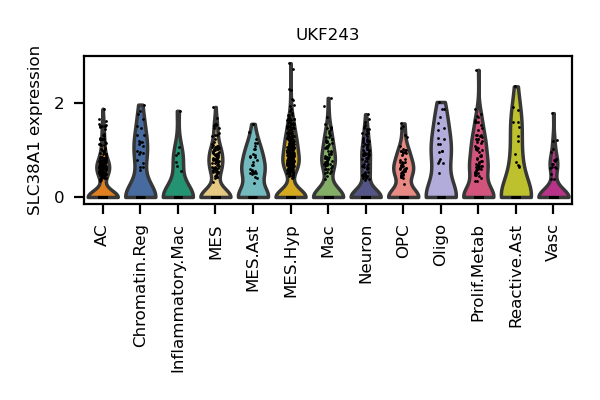 UKF243
SLC38A1 expression
2
0
AC
Chromatin.Reg
Inflammatory.Mac
MES
MES.Ast
MES.Hyp
Mac
Neuron
OPC
Oligo
Prolif.Metab
Reactive.Ast
Vasc